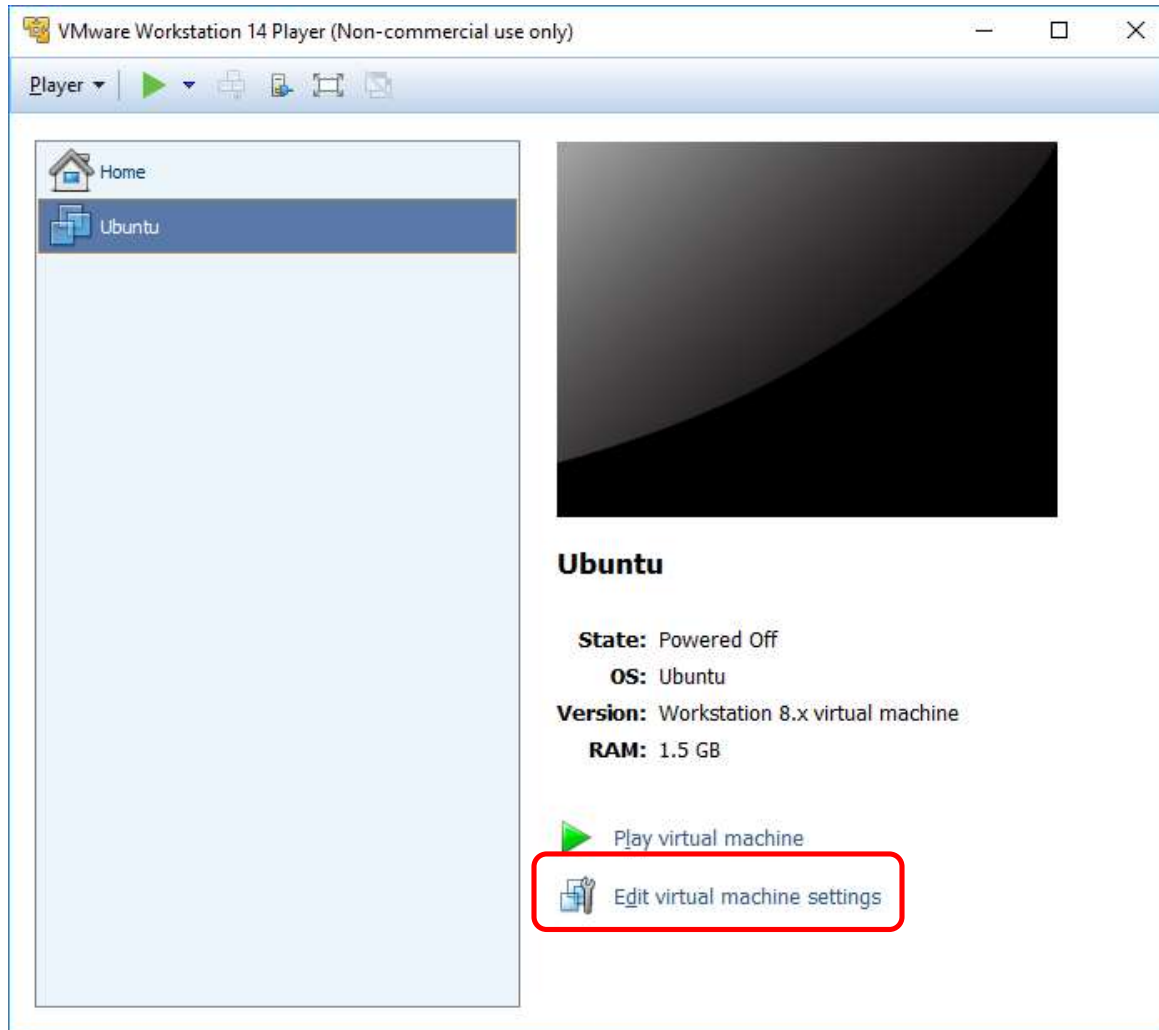 VMware Workstation 14 Player (Non-commercial use only)
Player
Home
Ubuntu
Ubuntu
State: Powered Off
OS: Ubuntu
Version: Workstation 8.x virtual machine
RAM: 1.5 GB
Play virtual machine
Edit virtual machine settings